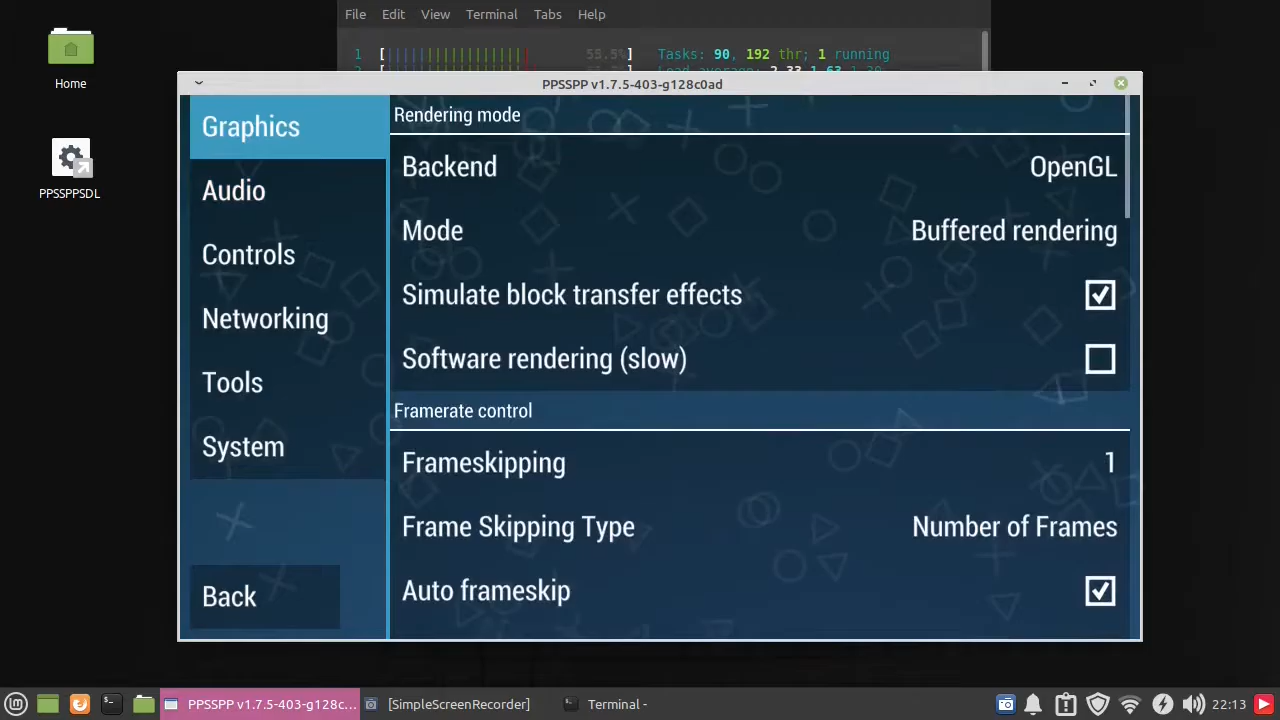 File Edit View Terminal Tabs Help
Home
1 [ 55.5%] Tasks: 90, 192 thr; 1 running
PPSSPP v1.7.5-403-g128c0ad
PPSSPPSDL
Graphics
Audio
Controls
Networking
Tools
System
Back
Rendering mode
Backend OpenGL
Mode Buffered rendering
Simulate block transfer effects
Software rendering (slow)
Framerate control
Frameskipping 1
Frame Skipping Type Number of Frames
Auto frameskip
PPSSPP v1.7.5-403-g128c... [SimpleScreenRecorder] Terminal - 22:13